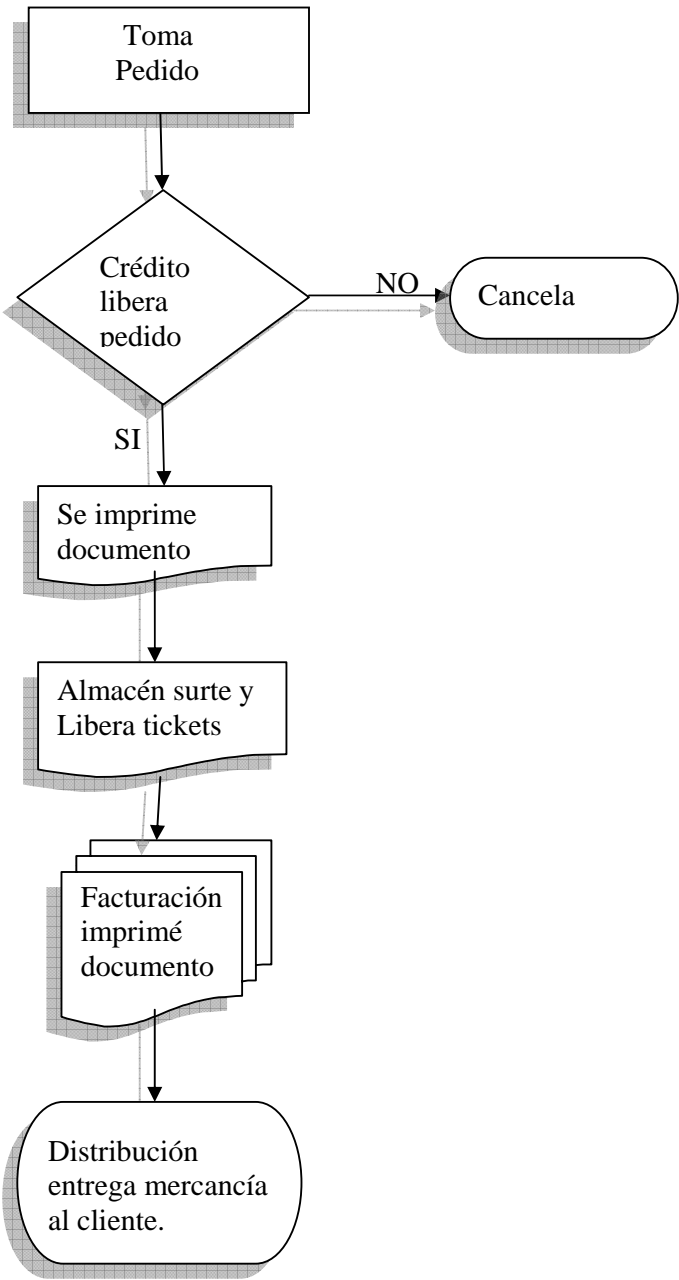 Toma
Pedido
Crédito
libera
pedido
NO
Cancela
SI
Se imprime
documento
Almacén surte y
Libera tickets
Facturación
imprimé
documento
Distribución
entrega mercancía
al cliente.